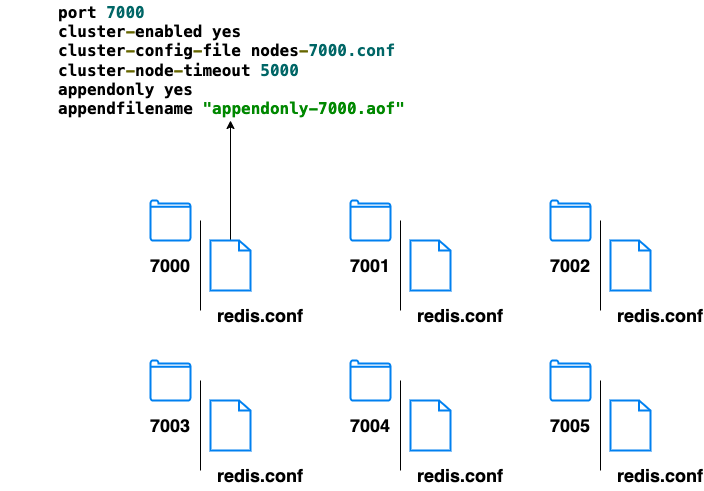 port 7000
cluster-enabled yes
cluster-config-file nodes-7000.conf
cluster-node-timeout 5000
appendonly yes
appendfilename "appendonly-7000.aof"
7000
redis.conf
7001
redis.conf
7002
redis.conf
7003
redis.conf
7004
redis.conf
7005
redis.conf